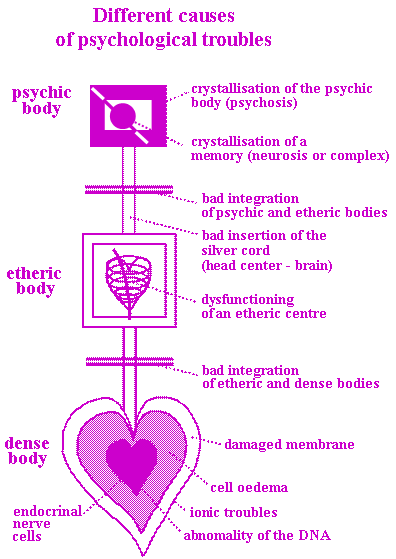 Different causes
of psychological troubles
psychic
body
crystallisation of the psychic
body (psychosis)
crystallisation of a
memory (neurosis or complex)
bad integration
of psychic and etheric bodies
bad insertion of the
silver cord
(head center - brain)
etheric
body
dysfunctioning
of an etheric centre
bad integration
of etheric and dense bodies
dense
body
damaged membrane
cell oedema
endocrinal
nerve
cells
ionic troubles
abnomality of the DNA